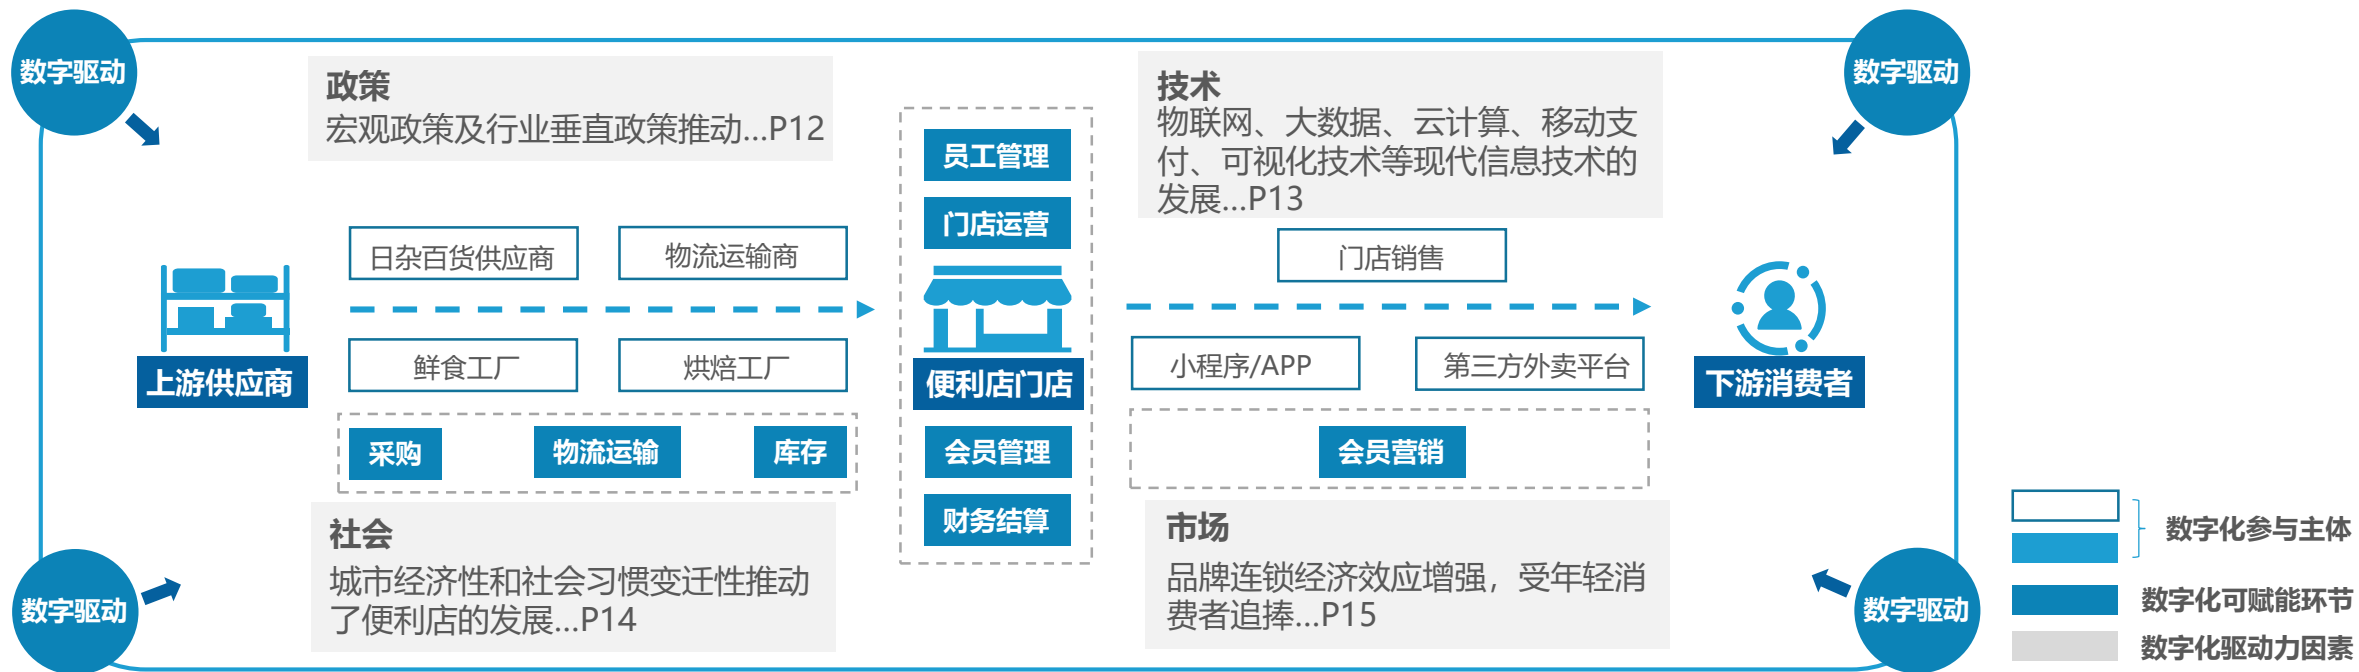 数字驱动
数字驱动
政策
宏观政策及行业垂直政策推动...P12
技术
物联网、大数据、云计算、移动支
付、可视化技术等现代信息技术的
发展...P13
员工管理
门店运营
日杂百货供应商
物流运输商
门店销售
鲜食工厂
烘焙工厂
小程序/APP
第三方外卖平台
上游供应商
便利店门店
下游消费者
采购
物流运输
库存
会员管理
会员营销
财务结算
社会
城市经济性和社会习惯变迁性推动
了便利店的发展...P14
市场
品牌连锁经济效应增强，受年轻消
费者追捧...P15
数字驱动
数字驱动
数字化参与主体
数字化可赋能环节
数字化驱动力因素